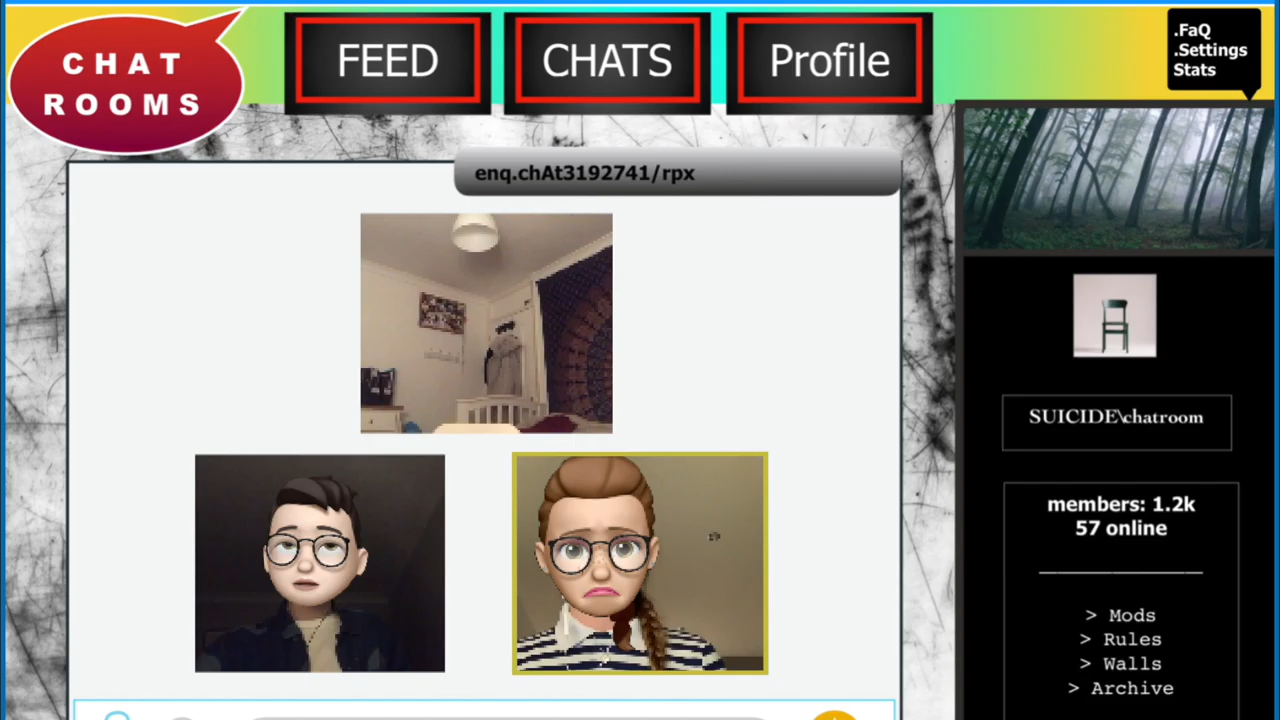 CHAT
ROOMS
FEED
CHATS
Profile
.FaQ
.Settings
Stats
enq.chAt3192741/rpx
SUICIDE\chatroom
members: 1.2k
57 online
> Mods
> Rules
> Walls
> Archive